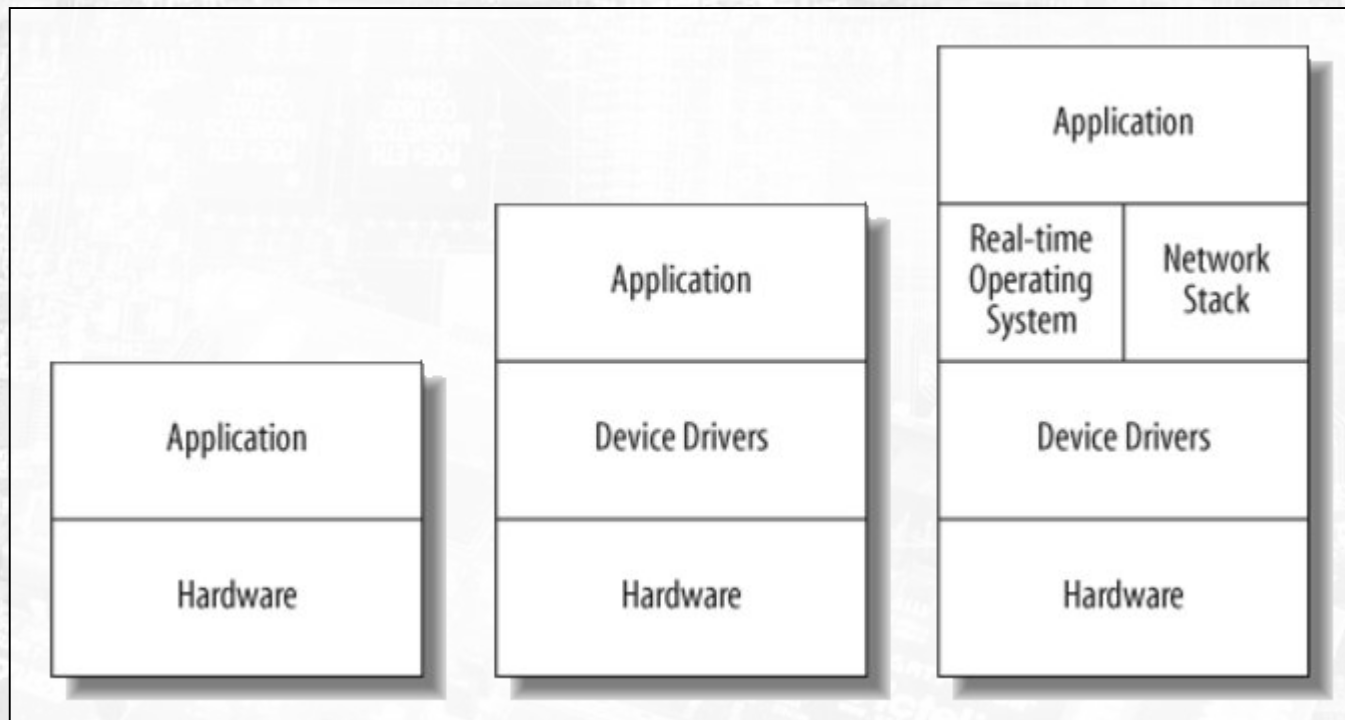 Application
Hardware
Application
Device Drivers
Hardware
Application
Real-time
Operating
System
Network
Stack
Device Drivers
Hardware